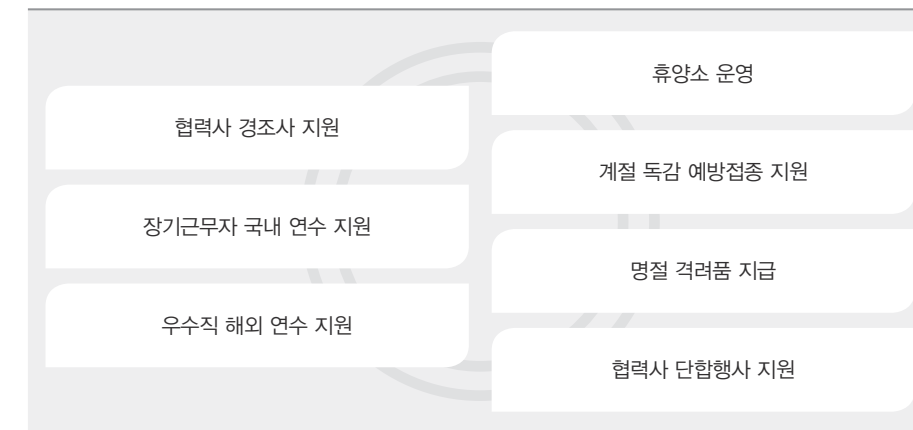 협력사 경조사 지원
장기근무자 국내 연수 지원
우수직 해외 연수 지원
휴양소 운영
계절 독감 예방접종 지원
명절 격려품 지급
협력사 단합행사 지원